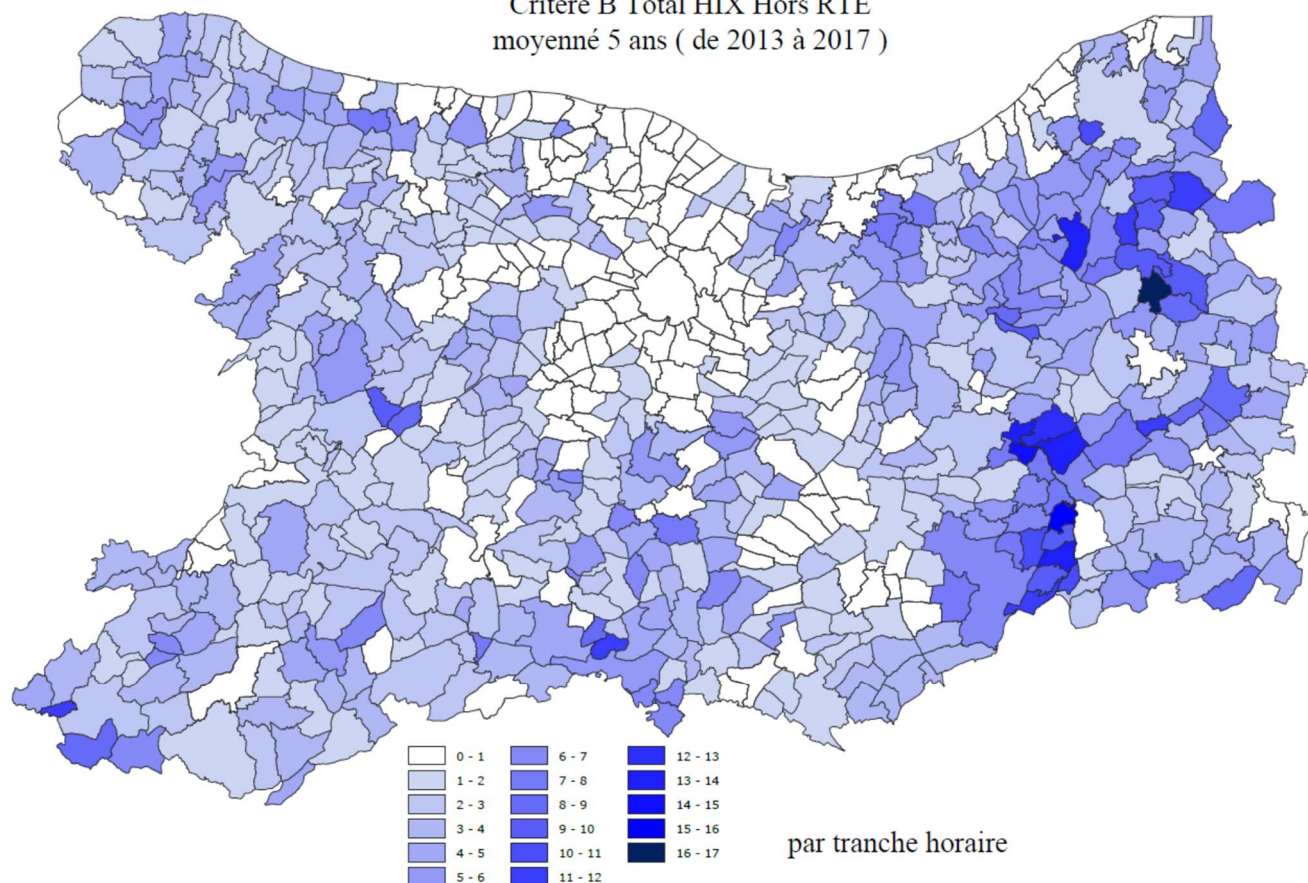 Critère B Total HIX Hors RTE
moyenné 5 ans ( de 2013 à 2017 )
0 - 1
1 - 2
2 - 3
3 - 4
4 - 5
5 - 6
6 - 7
7 - 8
8 - 9
9 - 10
10 - 11
11 - 12
12 - 13
13 - 14
14 - 15
15 - 16
16 - 17
par tranche horaire